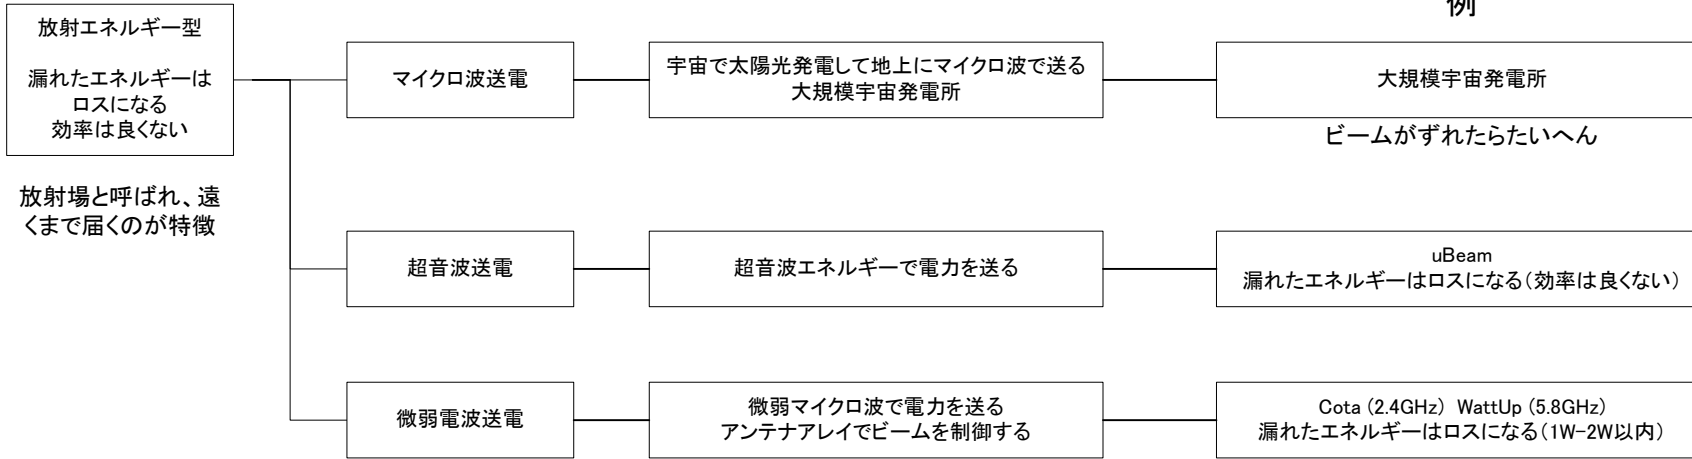 例
放射エネルギー型
漏れたエネルギーは
ロスになる
効率は良くない
放射場と呼ばれ、遠
くまで届くのが特徴
マイクロ波送電
宇宙で太陽光発電して地上にマイクロ波で送る
大規模宇宙発電所
大規模宇宙発電所
ビームがずれたらたいへん
超音波送電
超音波エネルギーで電力を送る
uBeam
漏れたエネルギーはロスになる(効率は良くない)
微弱電波送電
微弱マイクロ波で電力を送る
アンテナアレイでビームを制御する
Cota (2.4GHz) WattUp (5.8GHz)
漏れたエネルギーはロスになる(1W-2W以内)